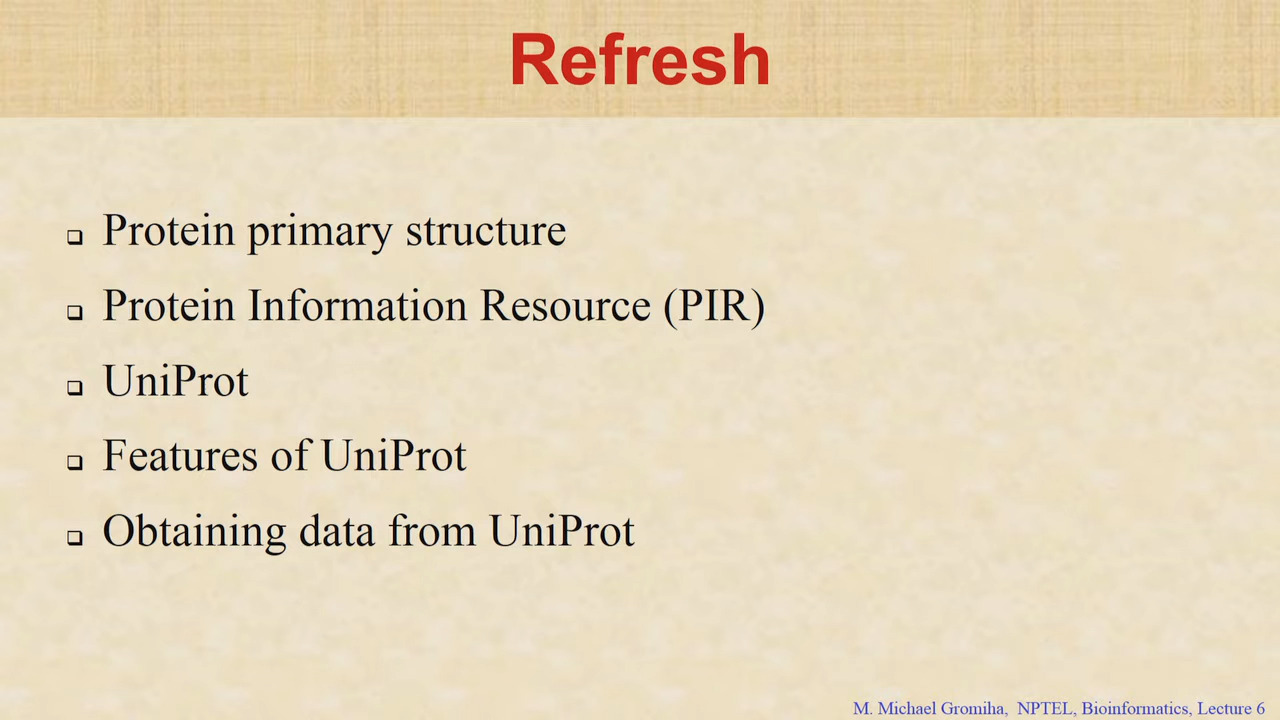 Refresh
Protein primary structure
Protein Information Resource (PIR)
UniProt
Features of UniProt
Obtaining data from UniProt
M. Michael Gromiha, NPTEL, Bioinformatics, Lecture 6